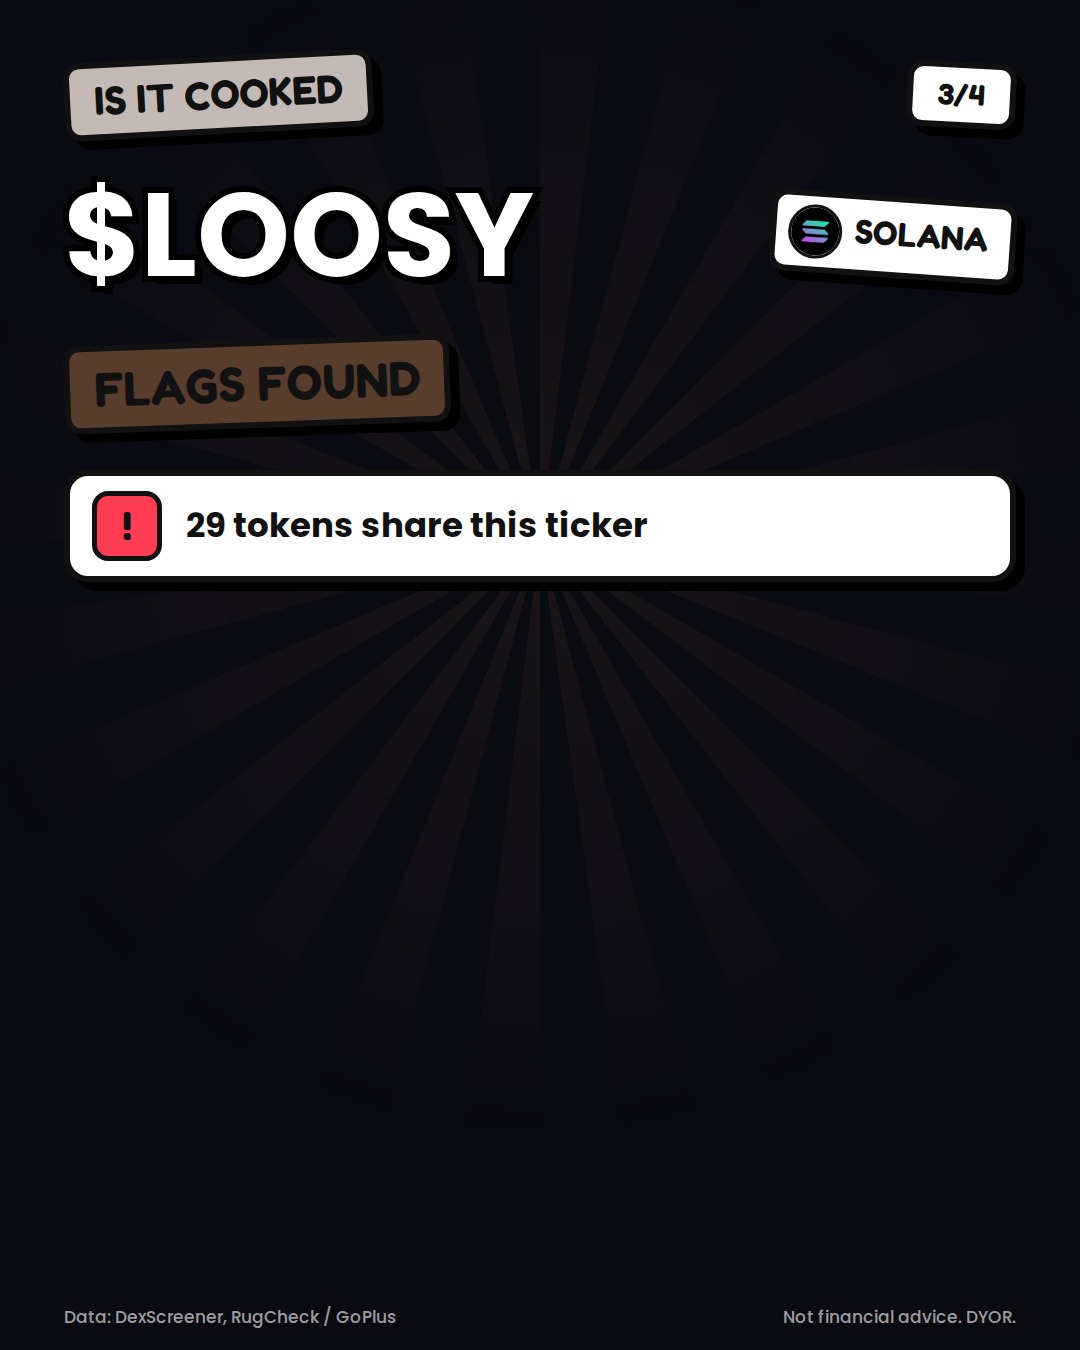 IS IT COOKED
3/4
$LOOSY
SOLANA
FLAGS FOUND
! 29 tokens share this ticker
Data: DexScreener, RugCheck / GoPlus
Not financial advice. DYOR.